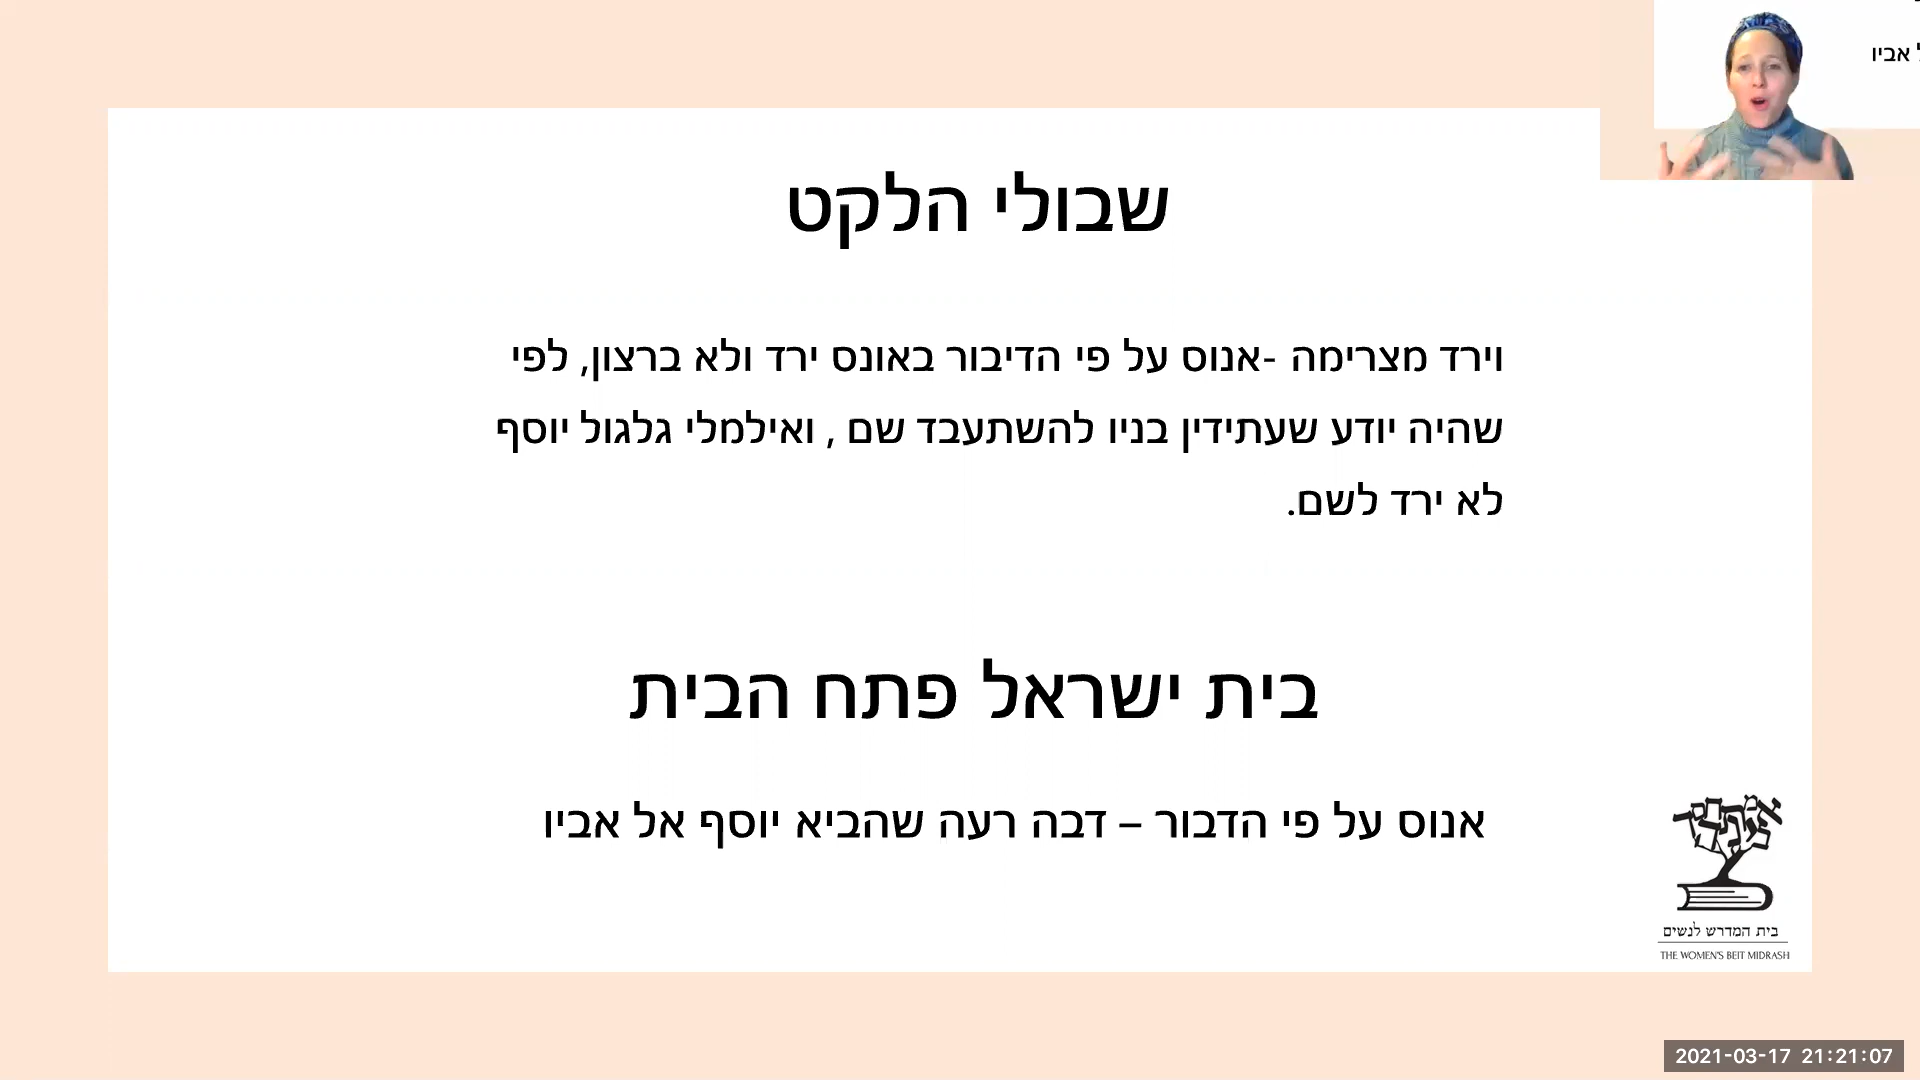 שבולי הלקט
וירד מצרימה -אנוס על פי הדיבור באונס ירד ולא ברצון, לפי
שהיה יודע שעתידין בניו להשתעבד שם , ואילמלי גלגול יוסף
לא ירד לשם.
בית ישראל פתח הבית
אנוס על פי הדבור – דבה רעה שהביא יוסף אל אביו
ל אביו
בית המדרש לנשים
THE WOMEN'S BEIT MIDRASH
2021-03-17 21:21:07